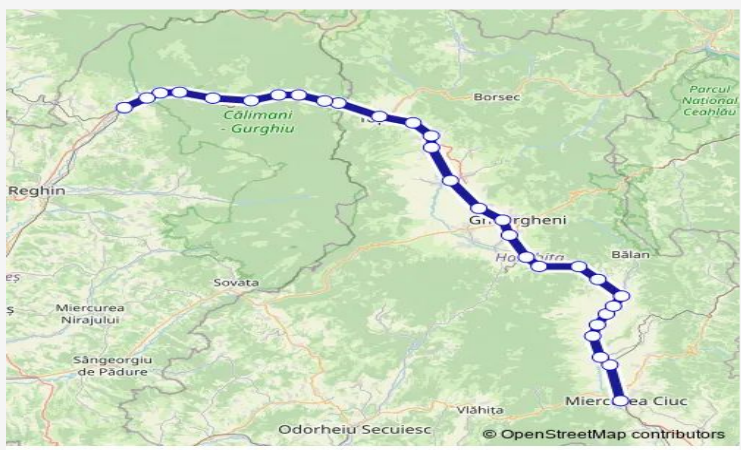 Borsec
Parcul
Național
Ceahlău
Călimani
- Gurghiu
Reghin
Gheorgheni
Bălan
Sovata
Miercurea
Nirajului
Sângeorgiu
de Pădure
Miercurea Ciuc
Vlăhița
Odorheiu Secuiesc
© OpenStreetMap contributors